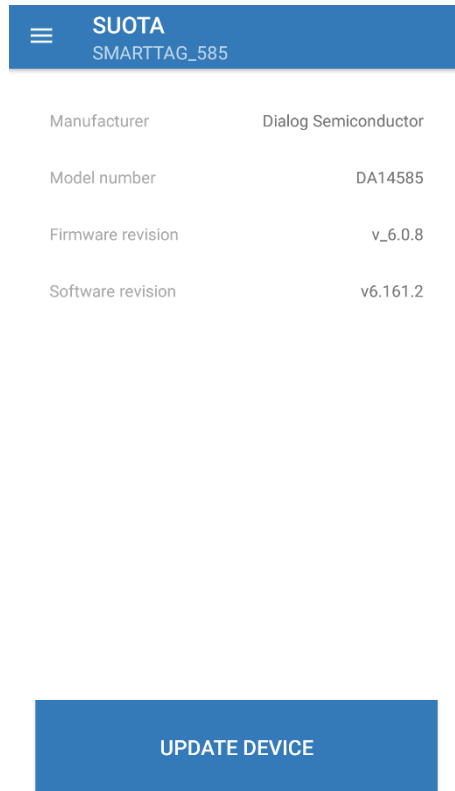 SUOTA
SMARTTAG_585
Manufacturer Dialog Semiconductor
Model number DA14585
Firmware revision v_6.0.8
Software revision v6.161.2
UPDATE DEVICE